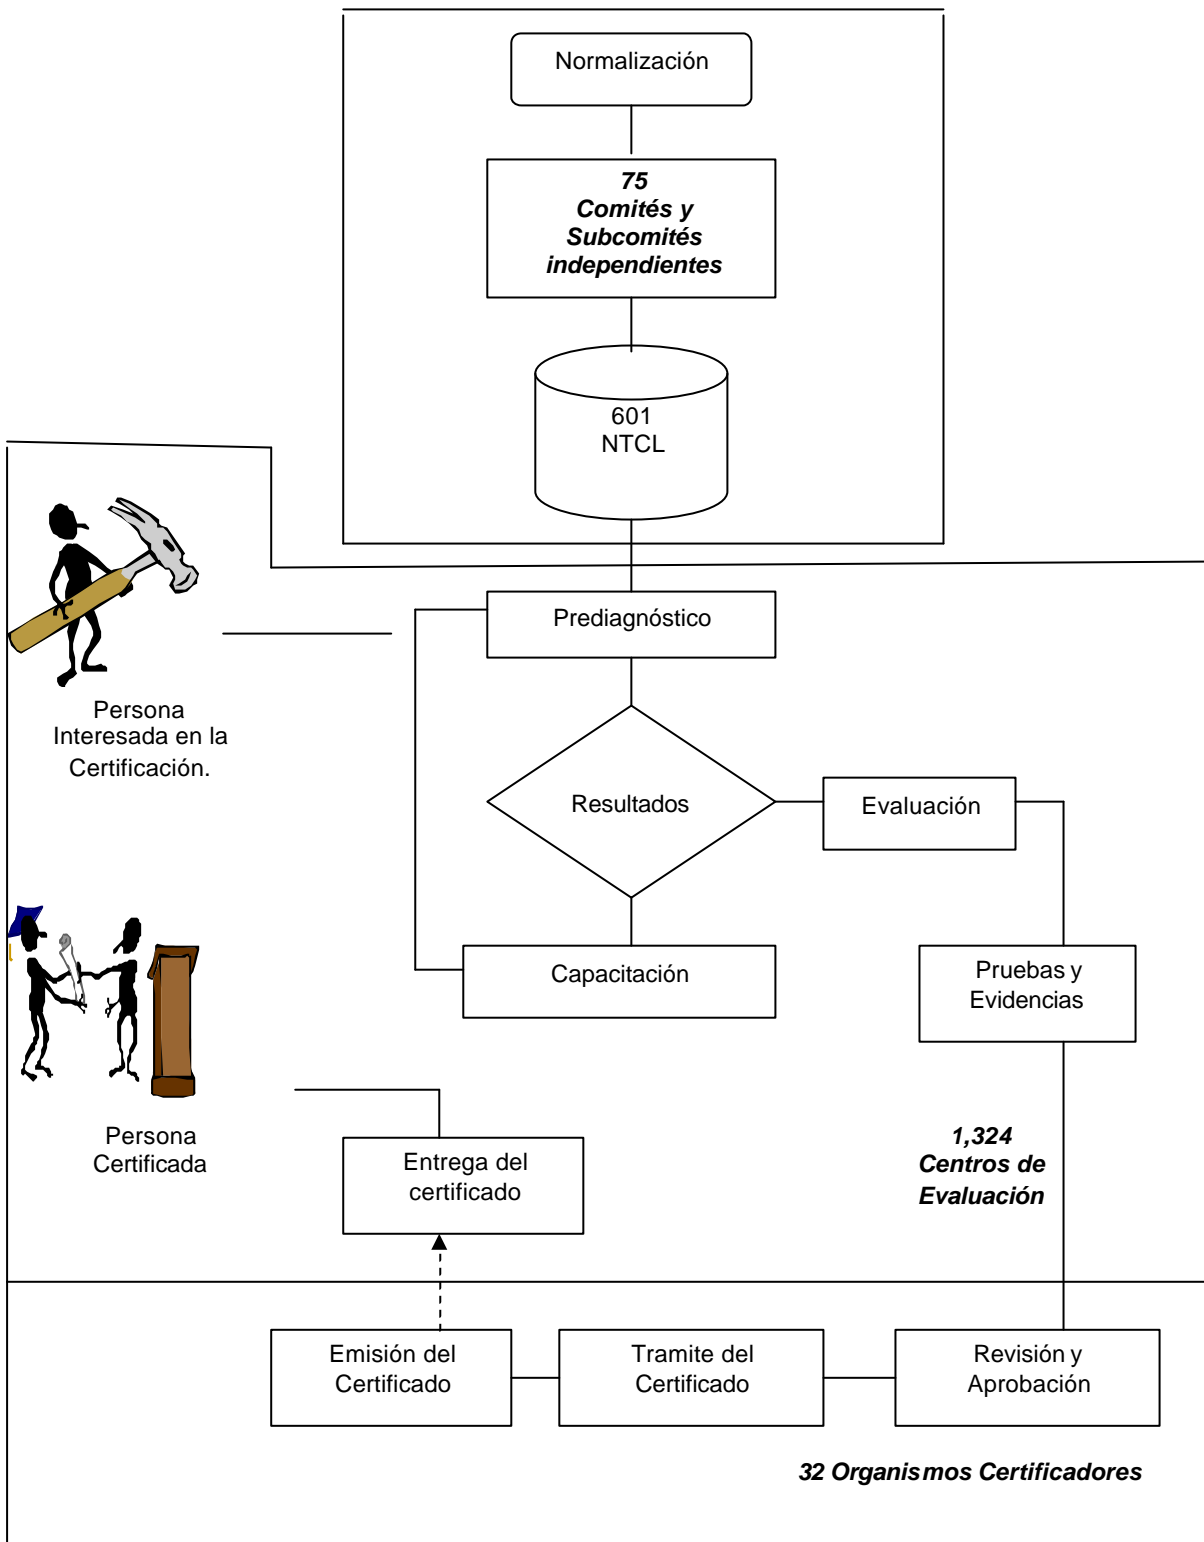 Normalización
75
Comités y
Subcomités
independientes
601
NTCL
Prediagnóstico
Persona
Interesada en la
Certificación.
Resultados
Evaluación
Capacitación
Pruebas y
Evidencias
Persona
Certificada
Entrega del
certificado
1,324
Centros de
Evaluación
Emisión del
Certificado
Tramite del
Certificado
Revisión y
Aprobación
32 Organismos Certificadores